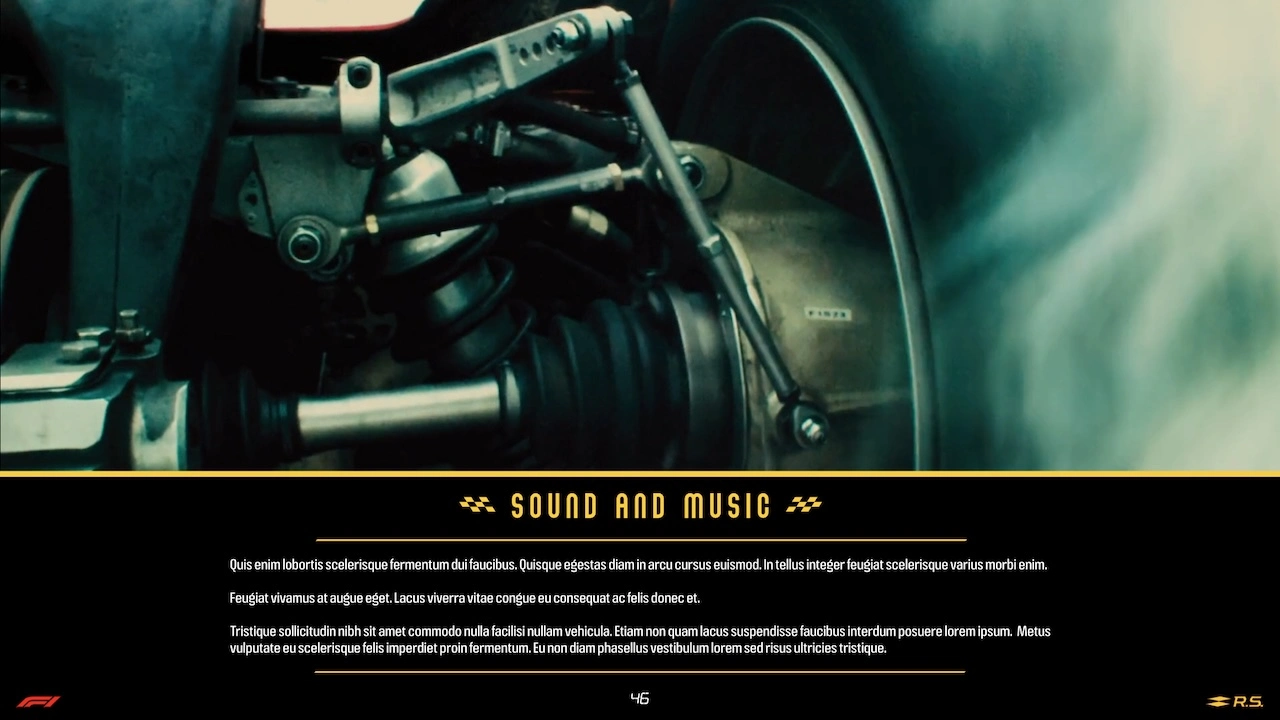 SOUND AND MUSIC
Quis enim lobortis scelerisque fermentum dui faucibus. Quisque egestas diam in arcu cursus euismod. In tellus integer feugiat scelerisque varius morbi enim.
Feugiat vivamus at augue eget. Lacus viverra vitae congue eu consequat ac felis donec et.
Tristique sollicitudin nibh sit amet commodo nulla facilisi nullam vehicula. Etiam non quam lacus suspendisse faucibus interdum posuere lorem ipsum. Metus
vulputate eu scelerisque felis imperdiet proin fermentum. Eu non diam phasellus vestibulum lorem sed risus ultricies tristique.
F1
46
R.S.